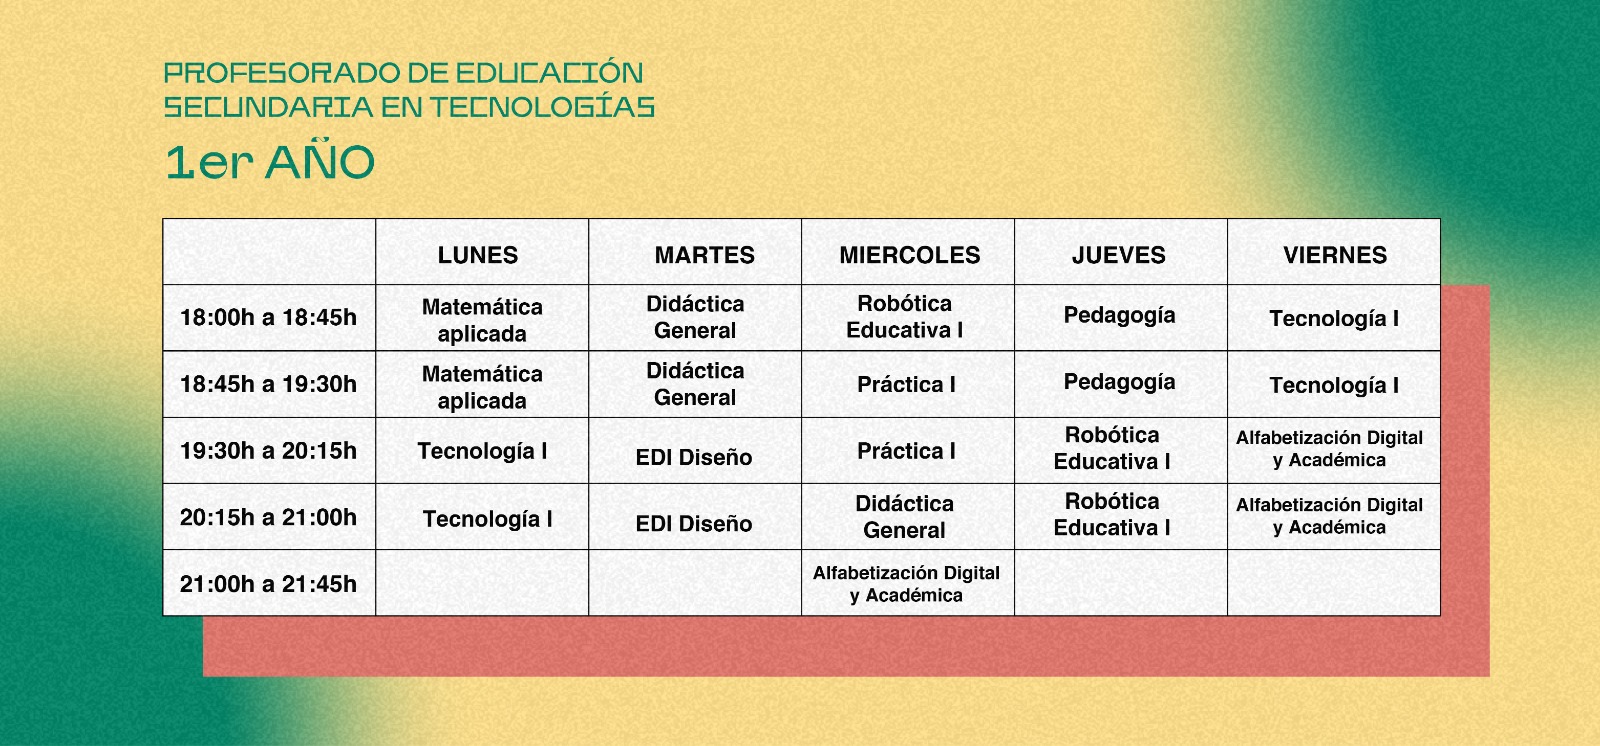 PROFESORADO DE EDUCACIÓN
SECUNDARIA EN TECNOLOGÍAS
1er AÑO
LUNES MARTES MIERCOLES JUEVES VIERNES
18:00h a 18:45h Matemática aplicada Didáctica General Robótica Educativa I Pedagogía Tecnología I
18:45h a 19:30h Matemática aplicada Didáctica General Práctica I Pedagogía Tecnología I
19:30h a 20:15h Tecnología I EDI Diseño Práctica I Robótica Educativa I Alfabetización Digital y Académica
20:15h a 21:00h Tecnología I EDI Diseño Didáctica General Robótica Educativa I Alfabetización Digital y Académica
21:00h a 21:45h Alfabetización Digital y Académica